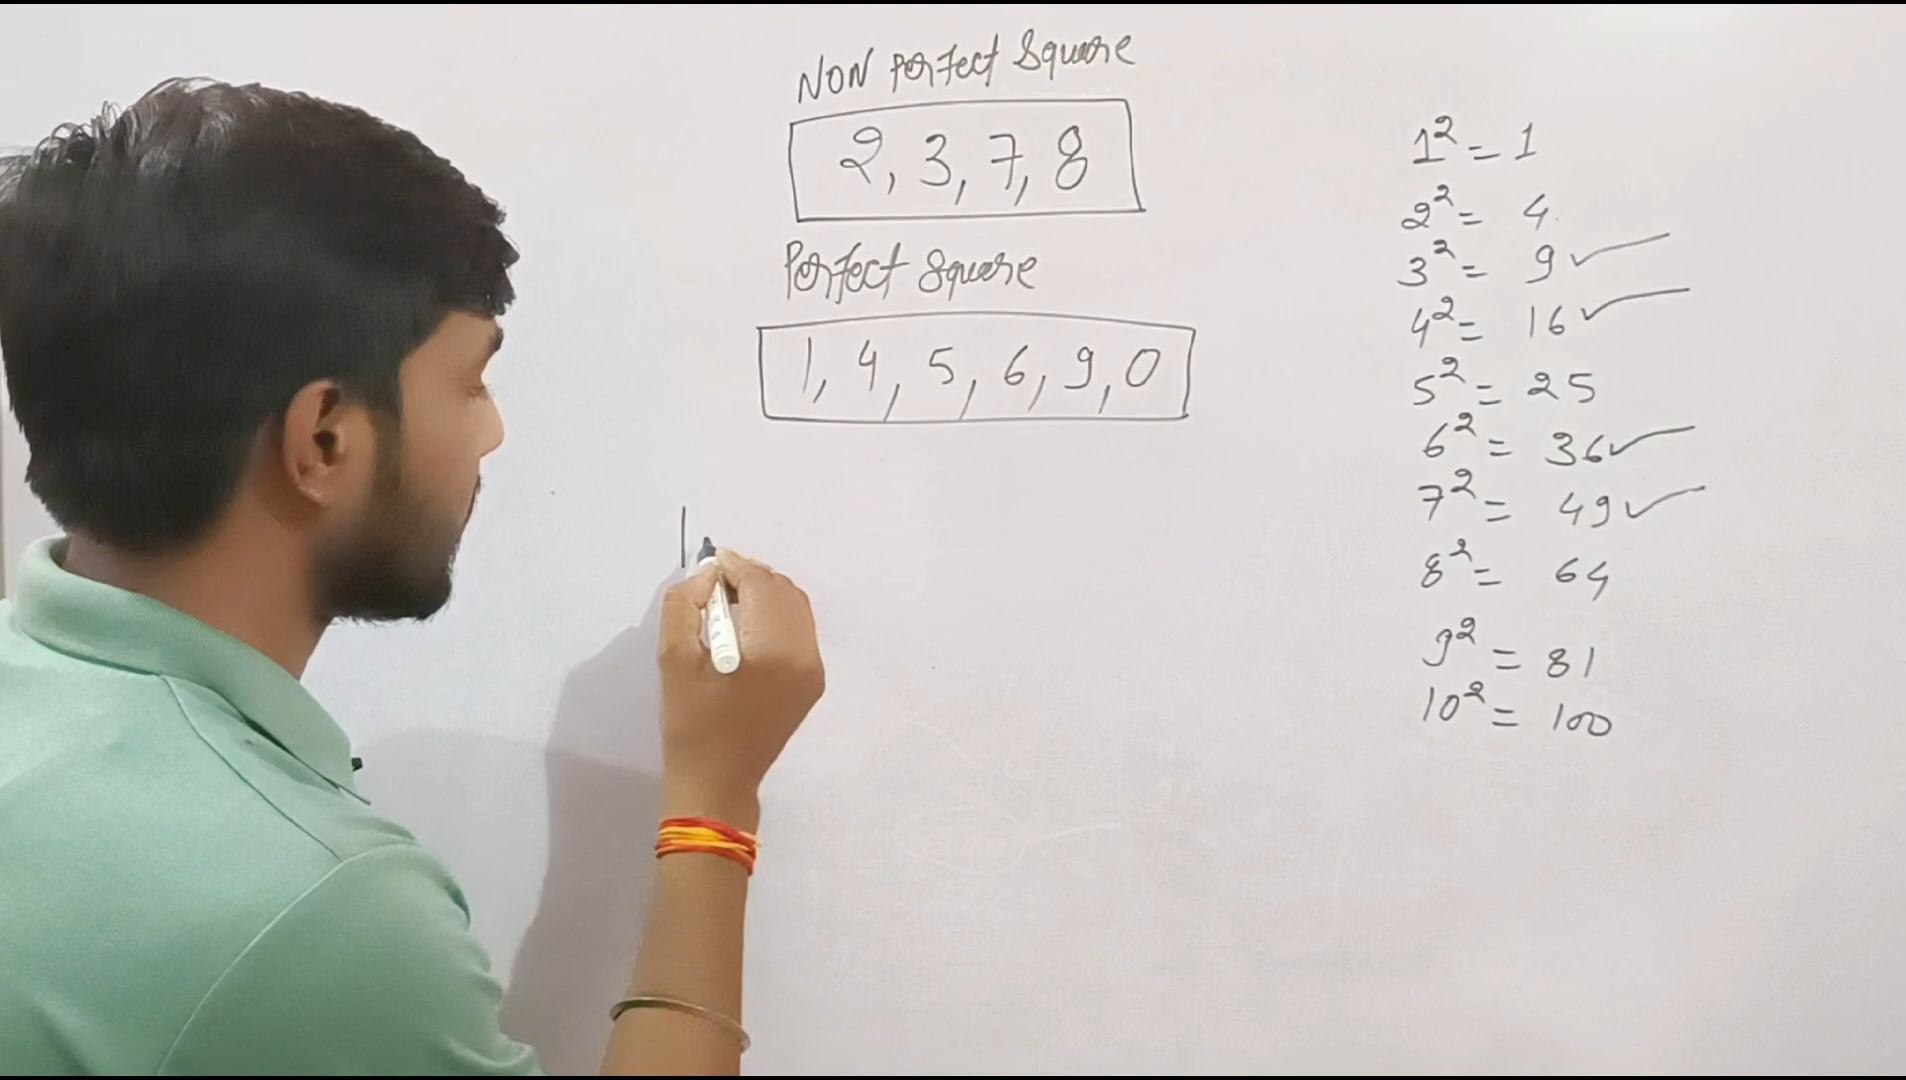 NON Perfect Square
2, 3, 7, 8
Perfect Square
1, 4, 5, 6, 9, 0
1² = 1
2² = 4
3² = 9 ✓
4² = 16 ✓
5² = 25
6² = 36 ✓
7² = 49 ✓
8² = 64
9² = 81
10² = 100
1